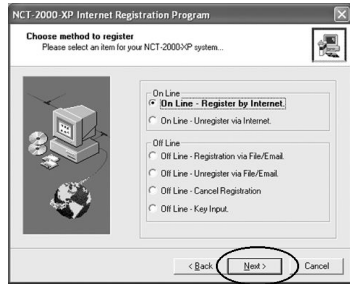 NCT-2000-XP Internet Registration Program
Choose method to register
Please select an item for your NCT-2000-XP system...
On Line
On Line - Register by Internet.
On Line - Unregister via Internet.
Off Line
Off Line - Registration via File/Email.
Off Line - Unregister via File/Email.
Off Line - Cancel Registration
Off Line - Key Input.
< Back
Next >
Cancel